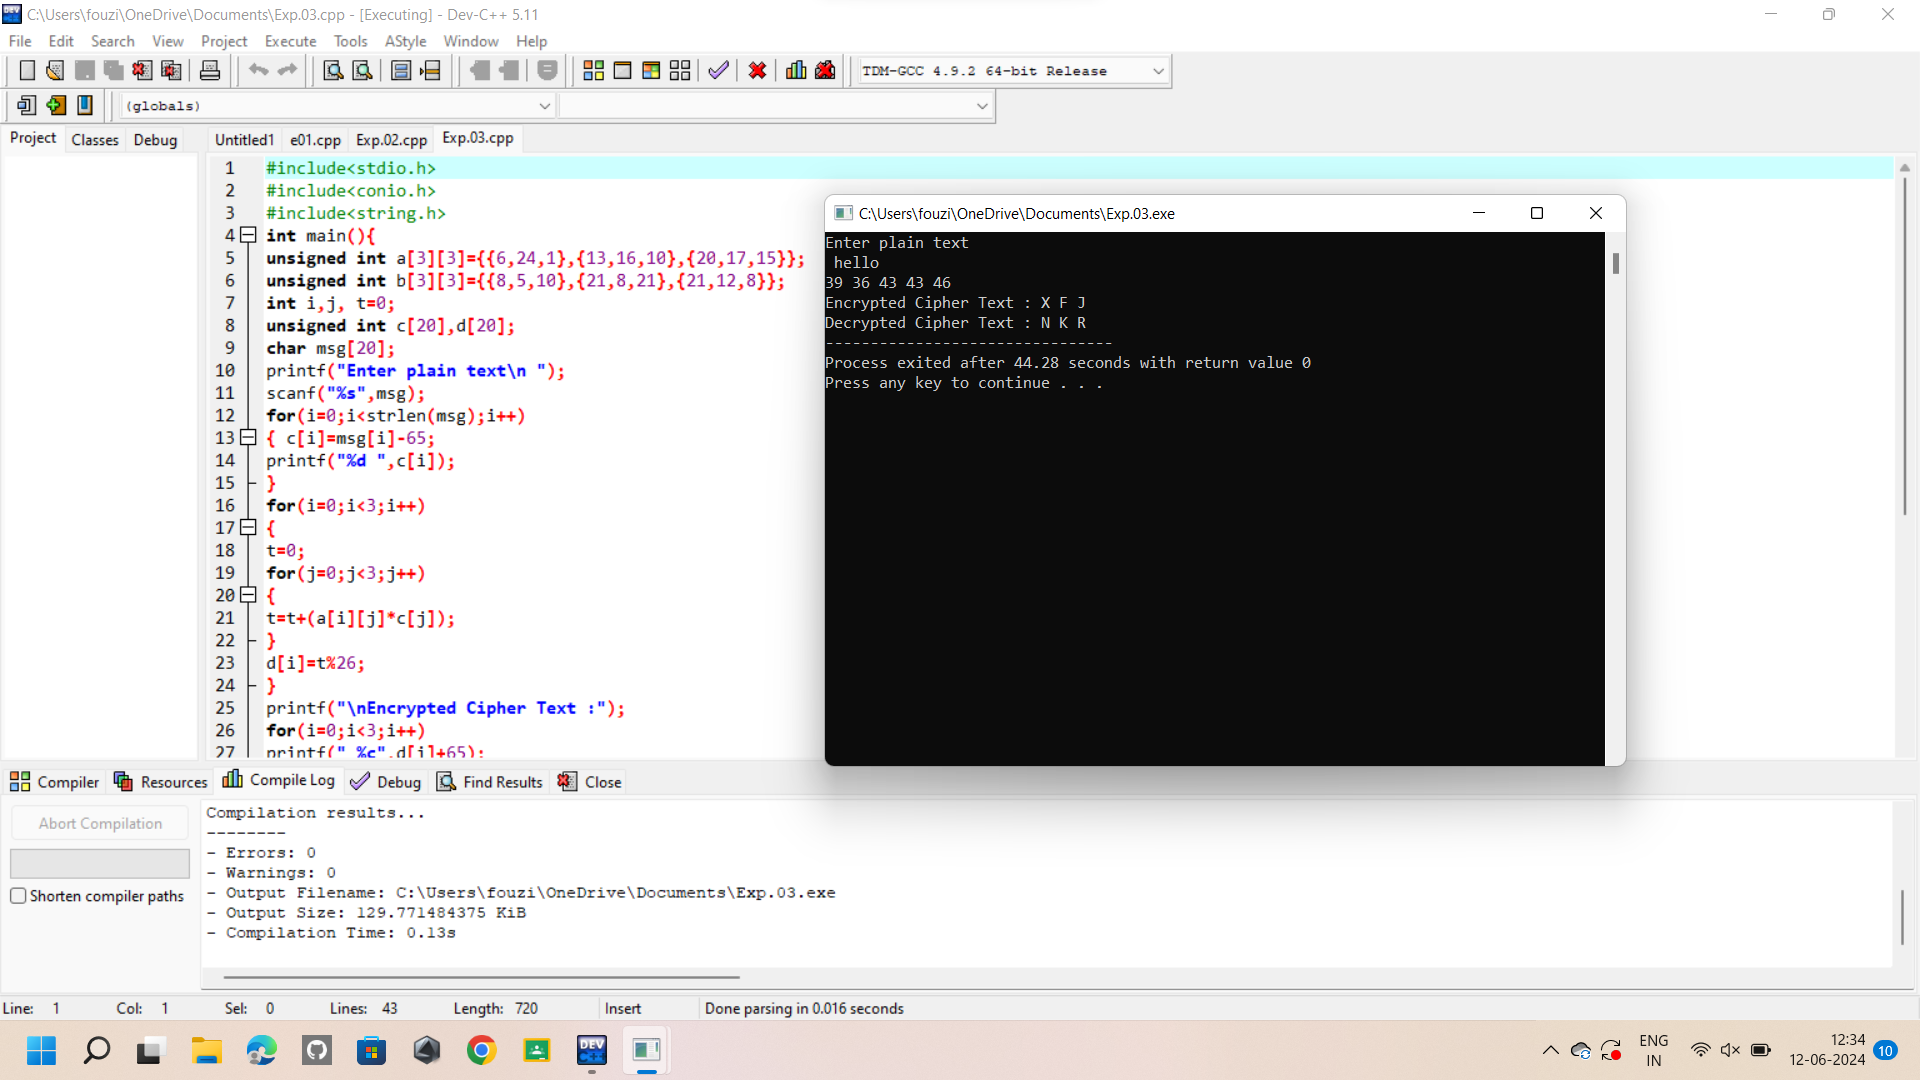 C:\Users\fouzi\OneDrive\Documents\Exp.03.cpp - [Executing] - Dev-C++ 5.11
File Edit Search View Project Execute Tools AStyle Window Help
TDM-GCC 4.9.2 64-bit Release
(globals)
Project Classes Debug
Untitled1 e01.cpp Exp.02.cpp Exp.03.cpp
1 #include<stdio.h>
2 #include<conio.h>
3 #include<string.h>
4 int main(){
5 unsigned int a[3][3]={{6,24,1},{13,16,10},{20,17,15}};
6 unsigned int b[3][3]={{8,5,10},{21,8,21},{21,12,8}};
7 int i,j, t=0;
8 unsigned int c[20],d[20];
9 char msg[20];
10 printf("Enter plain text\n ");
11 scanf("%s",msg);
12 for(i=0;i<strlen(msg);i++)
13 { c[i]=msg[i]-65;
14 printf("%d ",c[i]);
15 }
16 for(i=0;i<3;i++)
17 {
18 t=0;
19 for(j=0;j<3;j++)
20 {
21 t=t+(a[i][j]*c[j]);
22 }
23 d[i]=t%26;
24 }
25 printf("\nEncrypted Cipher Text :");
26 for(i=0;i<3;i++)
27 printf(" %c",d[i]+65);
C:\Users\fouzi\OneDrive\Documents\Exp.03.exe
Enter plain text
hello
39 36 43 43 46
Encrypted Cipher Text : X F J
Decrypted Cipher Text : N K R
--------------------------------
Process exited after 44.28 seconds with return value 0
Press any key to continue . . .
Compiler Resources Compile Log Debug Find Results Close
Abort Compilation
Shorten compiler paths
Compilation results...
--------
- Errors: 0
- Warnings: 0
- Output Filename: C:\Users\fouzi\OneDrive\Documents\Exp.03.exe
- Output Size: 129.771484375 KiB
- Compilation Time: 0.13s
Line: 1 Col: 1 Sel: 0 Lines: 43 Length: 720 Insert Done parsing in 0.016 seconds
DEV C++
ENG
IN
12:34
12-06-2024
10